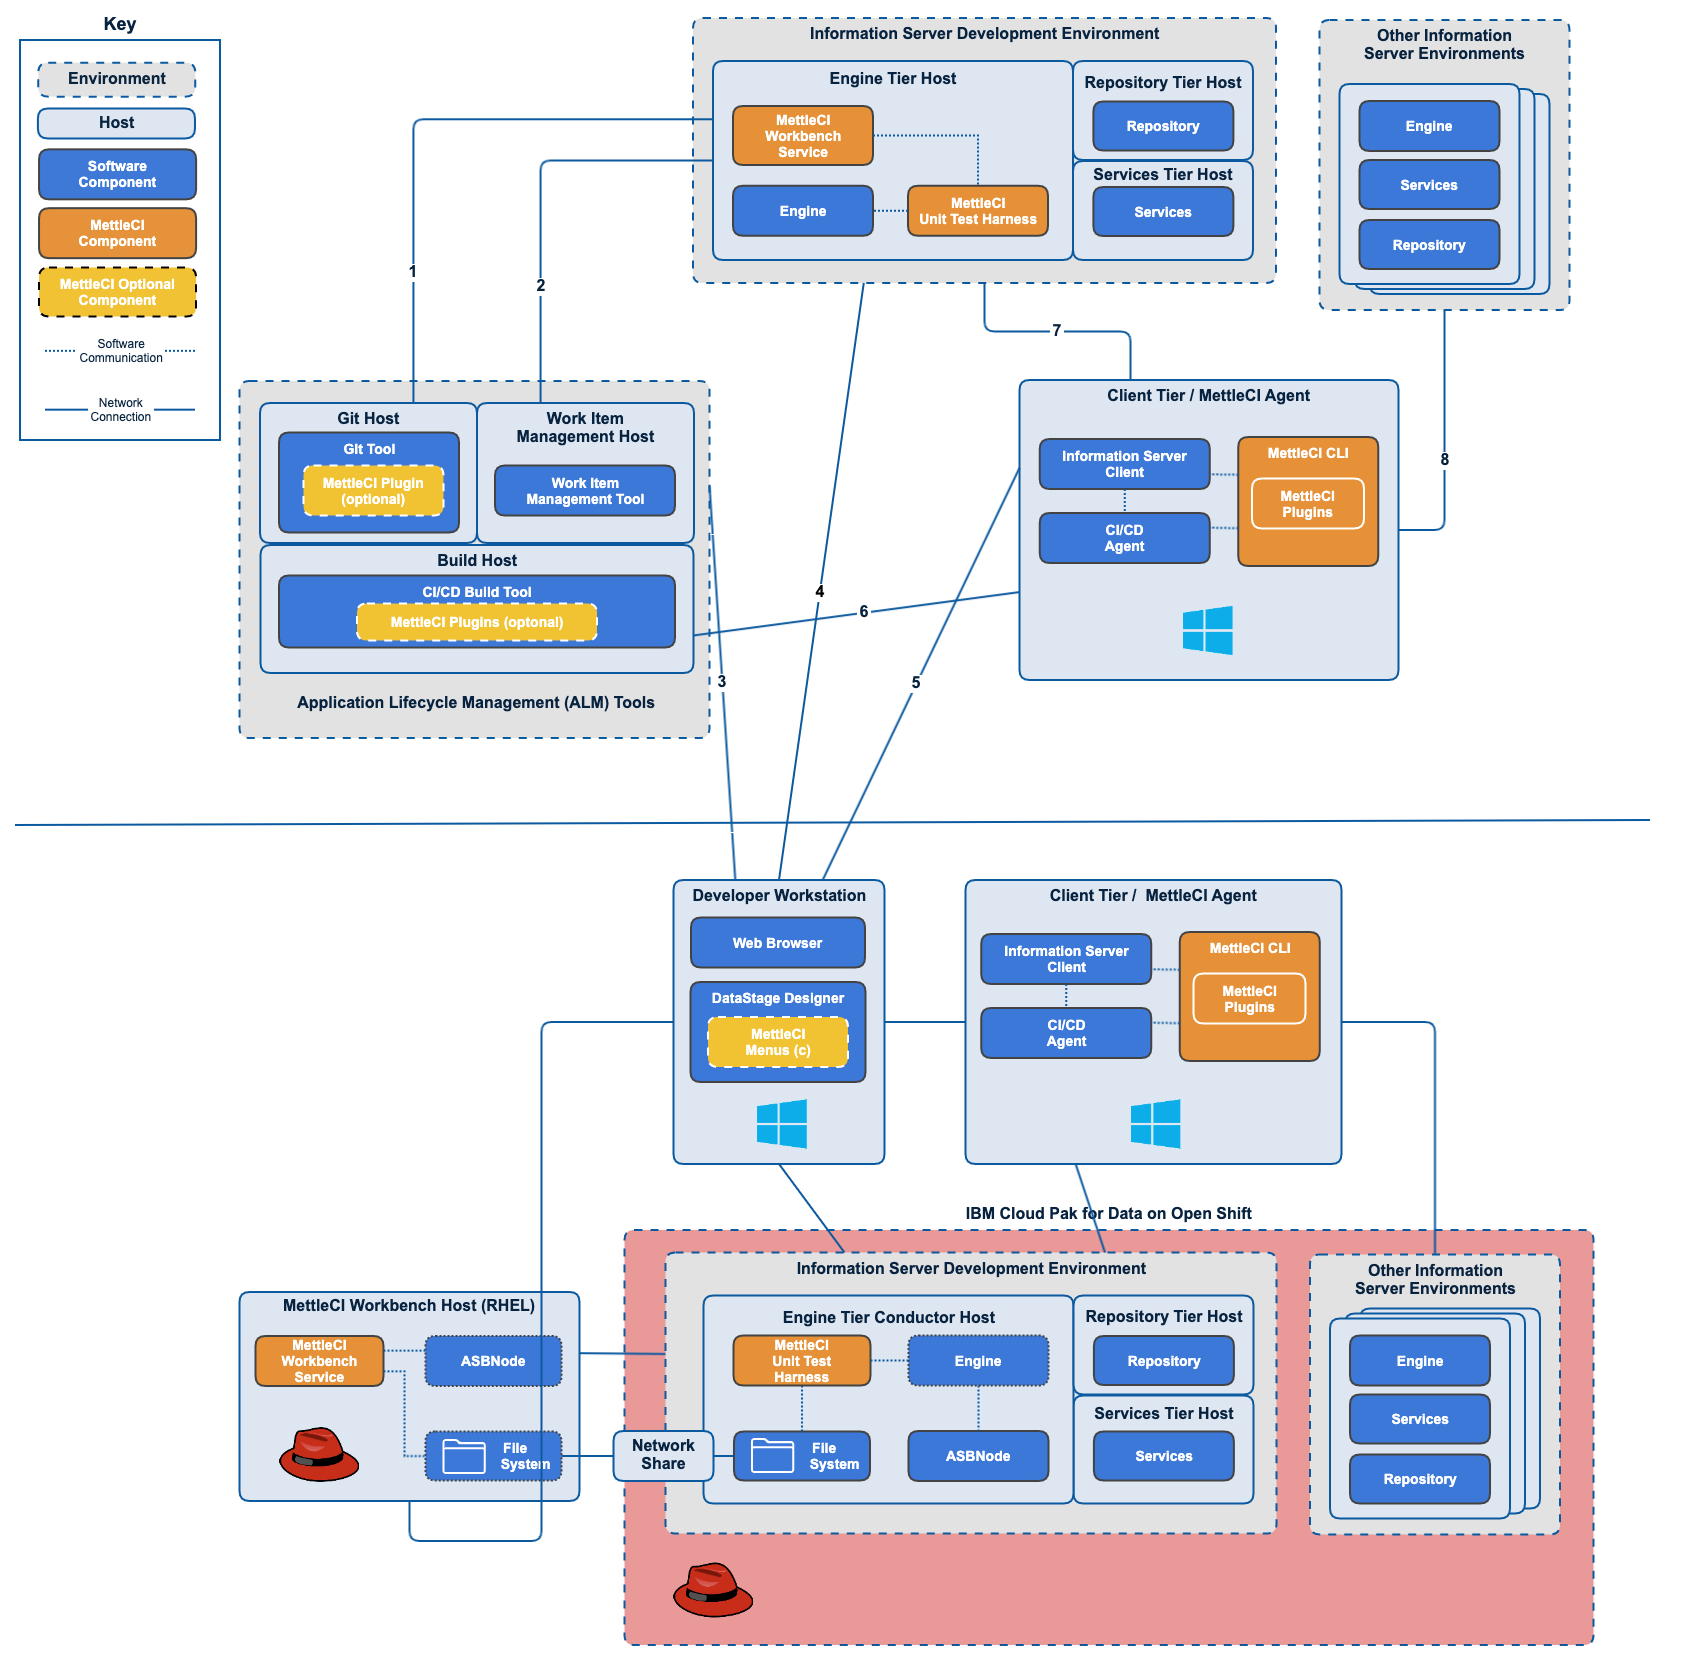 Key
Environment
Host
Software
Component
MettleCI
Component
MettleCI Optional
Component
Software
Communication
Network
Connection
Information Server Development Environment
Engine Tier Host
MettleCI
Workbench
Service
Engine
MettleCI
Unit Test Harness
Repository Tier Host
Repository
Services Tier Host
Services
Other Information
Server Environments
Engine
Services
Repository
1
2
7
8
Git Host
GIt Tool
MettleCI Plugin
(optional)
Work Item
Management Host
Work Item
Management Tool
Build Host
CI/CD Build Tool
MettleCI Plugins (optonal)
Application Lifecycle Management (ALM) Tools
Client Tier / MettleCI Agent
Information Server
Client
CI/CD
Agent
MettleCI CLI
MettleCI
Plugins
4
6
3
5
Developer Workstation
Web Browser
DataStage Designer
MettleCI
Menus (c)
Client Tier /  MettleCI Agent
Information Server
Client
CI/CD
Agent
MettleCI CLI
MettleCI
Plugins
IBM Cloud Pak for Data on Open Shift
MettleCI Workbench Host (RHEL)
MettleCI
Workbench
Service
ASBNode
File
System
Network
Share
Information Server Development Environment
Engine Tier Conductor Host
MettleCI
Unit Test
Harness
Engine
File
System
ASBNode
Repository Tier Host
Repository
Services Tier Host
Services
Other Information
Server Environments
Engine
Services
Repository